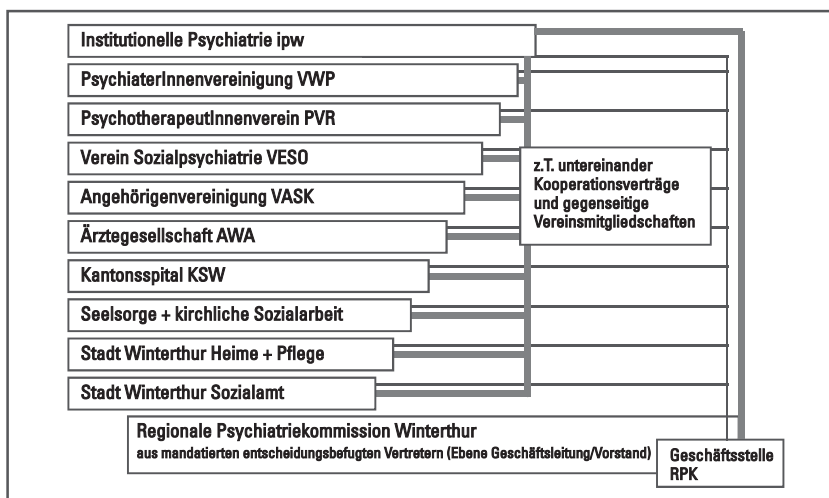 Institutionelle Psychiatrie ipw
PsychiaterInnenvereinigung VWP
PsychotherapeutInnenverein PVR
Verein Sozialpsychiatrie VESO
Angehörigenvereinigung VASK
Ärztegesellschaft AWA
Kantonsspital KSW
Seelsorge + kirchliche Sozialarbeit
Stadt Winterthur Heime + Pflege
Stadt Winterthur Sozialamt
z.T. untereinander
Kooperationsverträge
und gegenseitige
Vereinsmitgliedschaften
Regionale Psychiatriekommission Winterthur
aus mandatierten entscheidungsbefugten Vertretern (Ebene Geschäftsleitung/Vorstand)
Geschäftsstelle
RPK